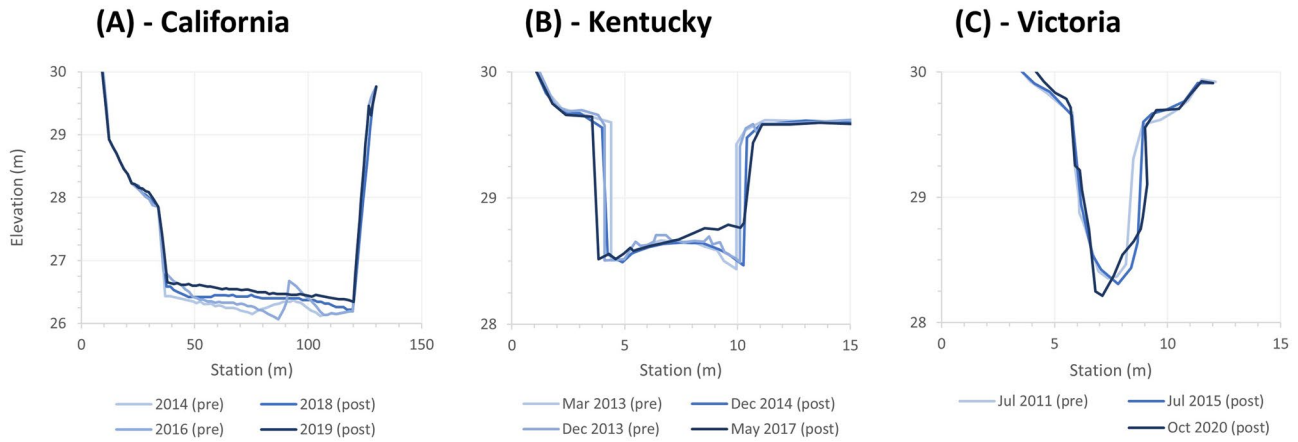 (A) - California
(B) - Kentucky
(C) - Victoria
30
29
28
27
26
Elevation (m)
0 50 100 150
Station (m)
2014 (pre) 2018 (post)
2016 (pre) 2019 (post)
30
29
28
0 5 10 15
Station (m)
Mar 2013 (pre) Dec 2014 (post)
Dec 2013 (pre) May 2017 (post)
30
29
28
0 5 10 15
Station (m)
Jul 2011 (pre) Jul 2015 (post)
Oct 2020 (post)